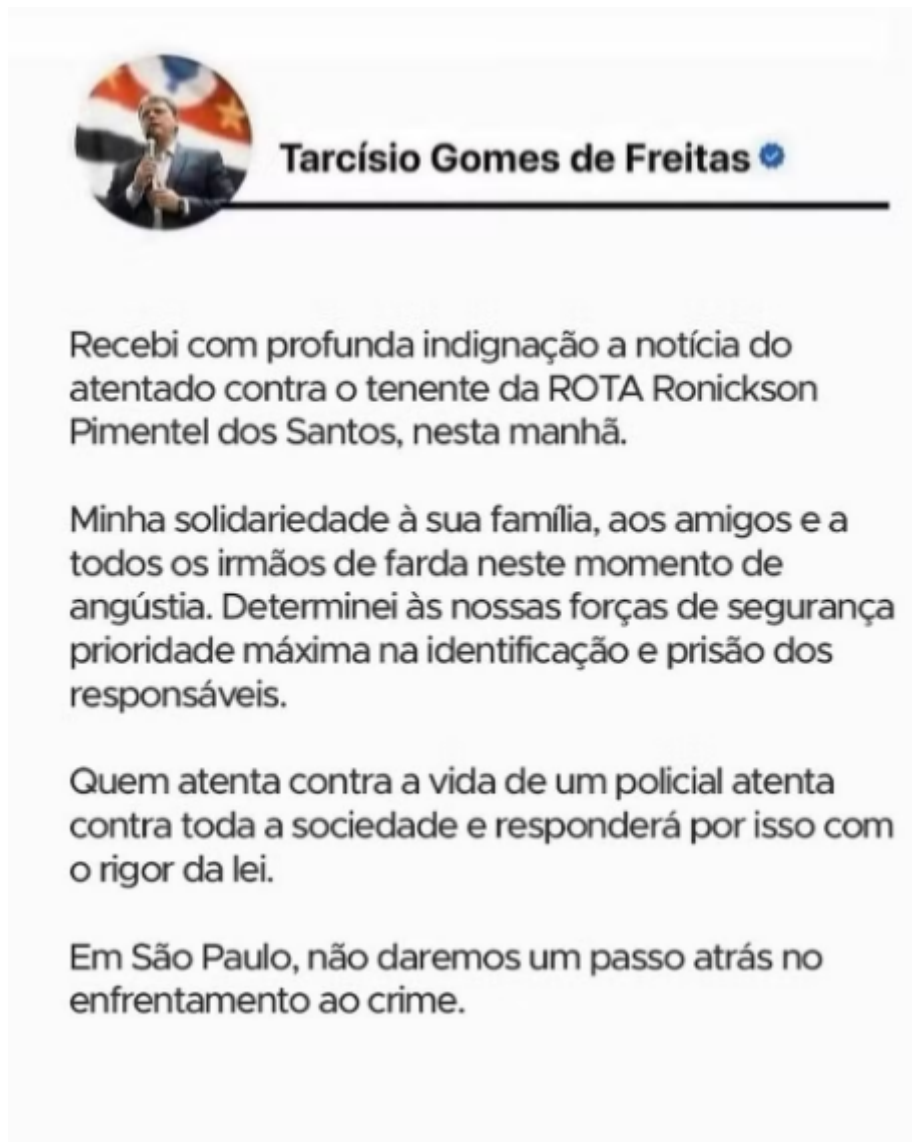 Tarcísio Gomes de Freitas
Recebi com profunda indignação a notícia do
atentado contra o tenente da ROTA Ronickson
Pimentel dos Santos, nesta manhã.
Minha solidariedade à sua família, aos amigos e a
todos os irmãos de farda neste momento de
angústia. Determinei às nossas forças de segurança
prioridade máxima na identificação e prisão dos
responsáveis.
Quem atenta contra a vida de um policial atenta
contra toda a sociedade e responderá por isso com
o rigor da lei.
Em São Paulo, não daremos um passo atrás no
enfrentamento ao crime.